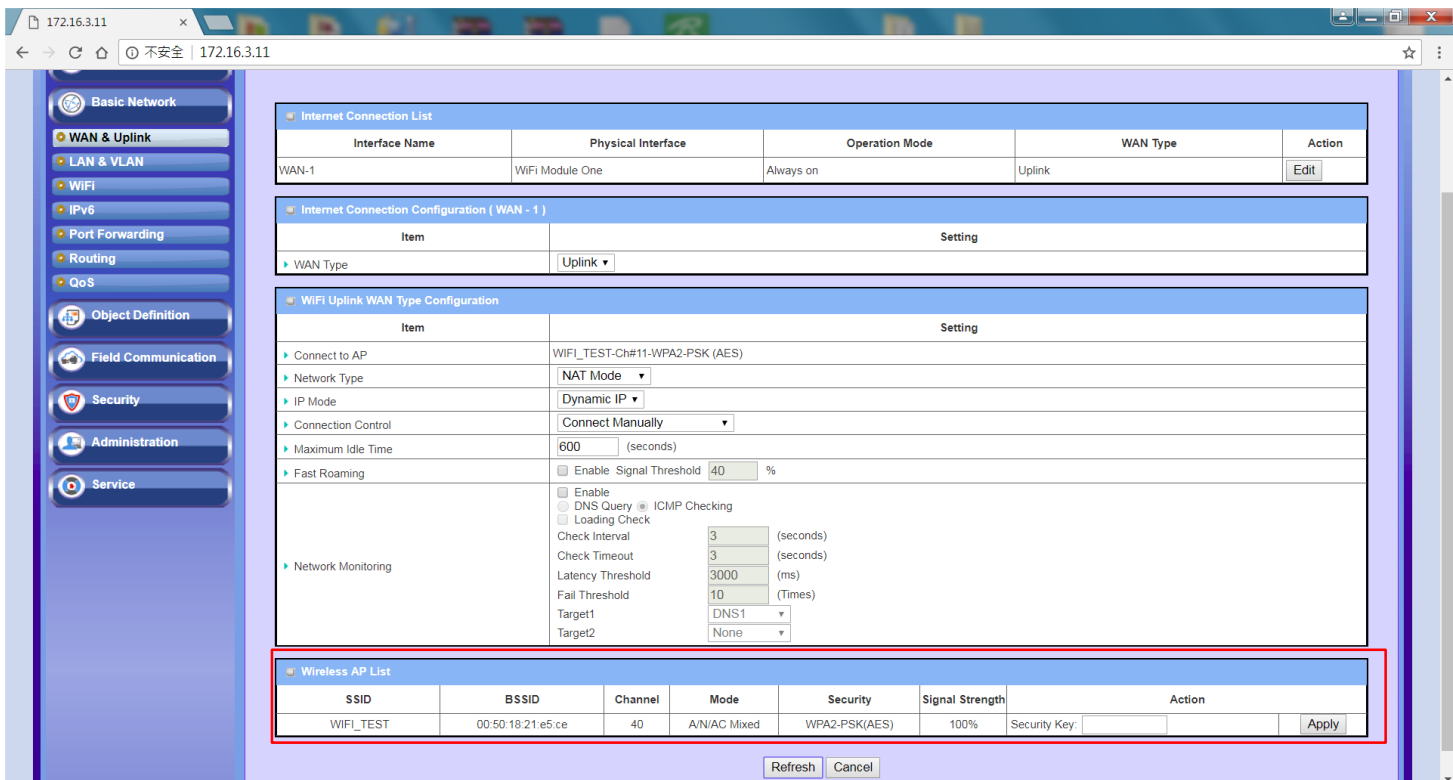 172.16.3.11 ×
不安全 | 172.16.3.11
Basic Network
WAN & Uplink
LAN & VLAN
WiFi
IPv6
Port Forwarding
Routing
QoS
Object Definition
Field Communication
Security
Administration
Service
Internet Connection List
Interface Name Physical Interface Operation Mode WAN Type Action
WAN-1 WiFi Module One Always on Uplink Edit
Internet Connection Configuration ( WAN - 1 )
Item Setting
WAN Type Uplink
WiFi Uplink WAN Type Configuration
Item Setting
Connect to AP WIFI_TEST-Ch#11-WPA2-PSK (AES)
Network Type NAT Mode
IP Mode Dynamic IP
Connection Control Connect Manually
Maximum Idle Time 600 (seconds)
Fast Roaming Enable Signal Threshold 40 %
Network Monitoring
Enable
DNS Query ICMP Checking
Loading Check
Check Interval 3 (seconds)
Check Timeout 3 (seconds)
Latency Threshold 3000 (ms)
Fail Threshold 10 (Times)
Target1 DNS1
Target2 None
Wireless AP List
SSID BSSID Channel Mode Security Signal Strength Action
WIFI_TEST 00:50:18:21:e5:ce 40 A/N/AC Mixed WPA2-PSK(AES) 100% Security Key: Apply
Refresh Cancel